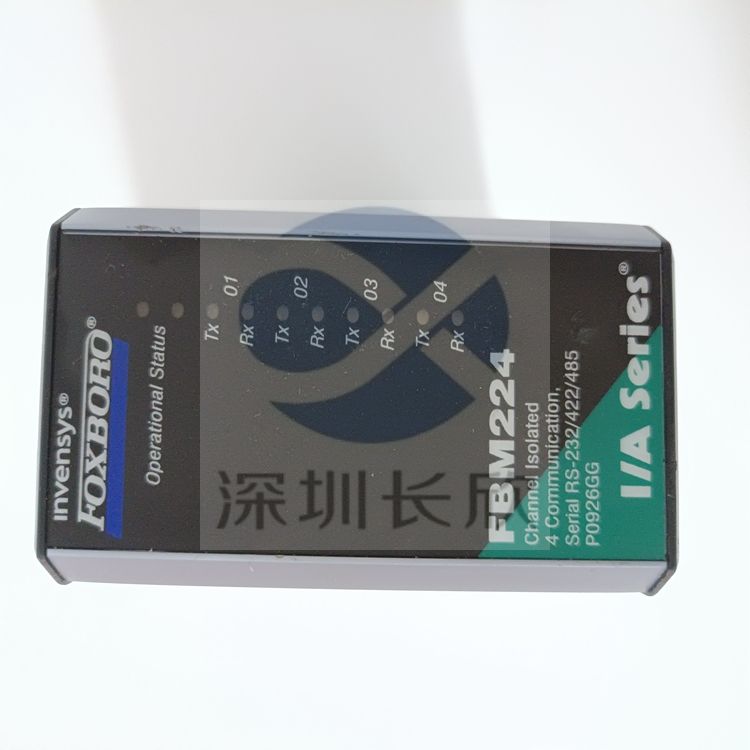 invensys®
FOXBORO®
Operational Status
Tx 01
Rx
Tx 02
Rx
Tx 03
Rx
Tx 04
Rx
FBM224
Channel Isolated
4 Communication,
Serial RS-232/422/485
P0926GG
I/A Series®
深圳长欣